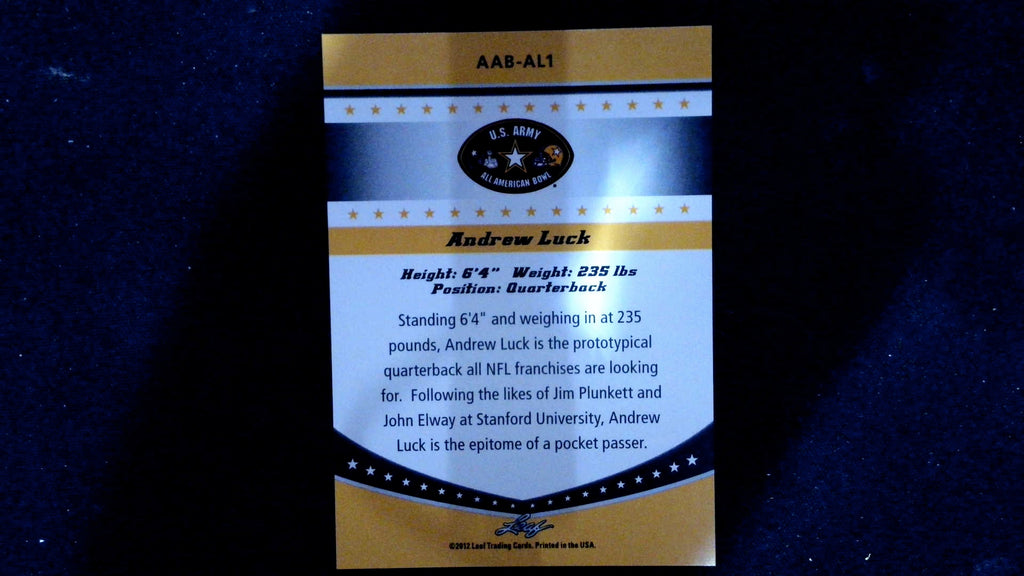 AAB-AL1
U.S. ARMY
ALL AMERICAN BOWL
Andrew Luck
Height: 6'4" Weight: 235 lbs
Position: Quarterback
Standing 6'4" and weighing in at 235
pounds, Andrew Luck is the prototypical
quarterback all NFL franchises are looking
for. Following the likes of Jim Plunkett and
John Elway at Stanford University, Andrew
Luck is the epitome of a pocket passer.
Leaf
©2012 Leaf Trading Cards. Printed in the USA.